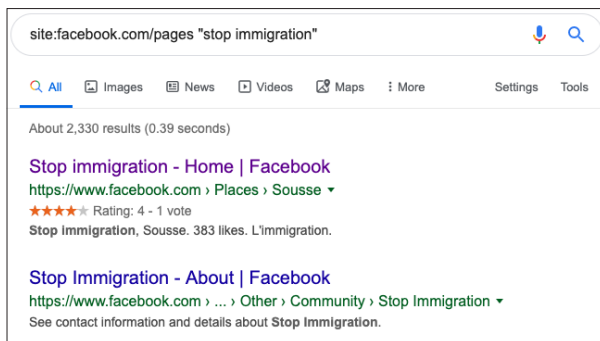 site:facebook.com/pages "stop immigration"
All Images News Videos Maps More Settings Tools
About 2,330 results (0.39 seconds)
Stop immigration - Home | Facebook
https://www.facebook.com › Places › Sousse
Rating: 4 - 1 vote
Stop immigration, Sousse. 383 likes. L'immigration.
Stop Immigration - About | Facebook
https://www.facebook.com › ... › Other › Community › Stop Immigration
See contact information and details about Stop Immigration.